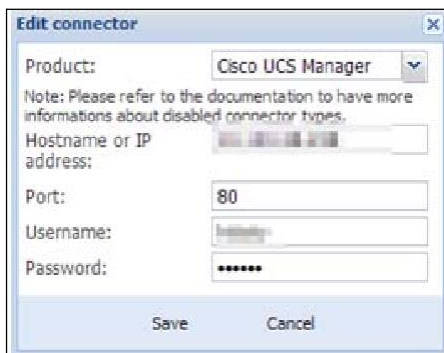 Edit connector
Product: Cisco UCS Manager
Note: Please refer to the documentation to have more
informations about disabled connector types.
Hostname or IP
address:
Port: 80
Username:
Password: ••••••
Save Cancel